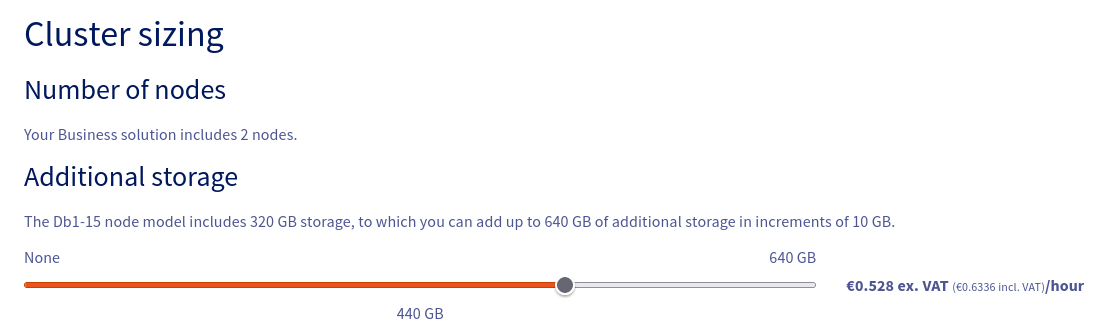 Cluster sizing
Number of nodes
Your Business solution includes 2 nodes.
Additional storage
The Db1-15 node model includes 320 GB storage, to which you can add up to 640 GB of additional storage in increments of 10 GB.
None 640 GB
€0.528 ex. VAT (€0.6336 incl. VAT)/hour
440 GB